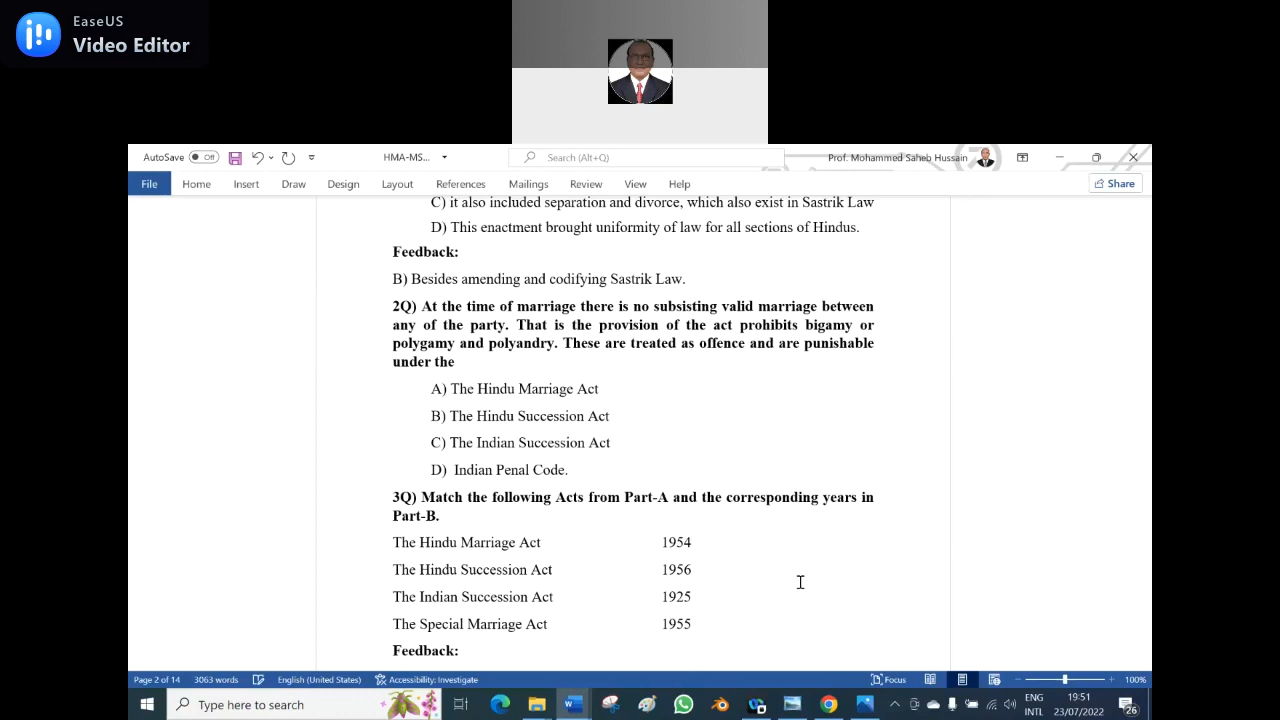 EaseUS
Video Editor
AutoSave Off HMA-MS... Search (Alt+Q) Prof. Mohammed Saheb Hussain
File Home Insert Draw Design Layout References Mailings Review View Help Share
C) it also included separation and divorce, which also exist in Sastrik Law
D) This enactment brought uniformity of law for all sections of Hindus.
Feedback:
B) Besides amending and codifying Sastrik Law.
2Q) At the time of marriage there is no subsisting valid marriage between
any of the party. That is the provision of the act prohibits bigamy or
polygamy and polyandry. These are treated as offence and are punishable
under the
A) The Hindu Marriage Act
B) The Hindu Succession Act
C) The Indian Succession Act
D) Indian Penal Code.
3Q) Match the following Acts from Part-A and the corresponding years in
Part-B.
The Hindu Marriage Act 1954
The Hindu Succession Act 1956
The Indian Succession Act 1925
The Special Marriage Act 1955
Feedback:
Page 2 of 14 3063 words English (United States) Accessibility: Investigate Focus 100%
Type here to search ENG 19:51
INTL 23/07/2022 26